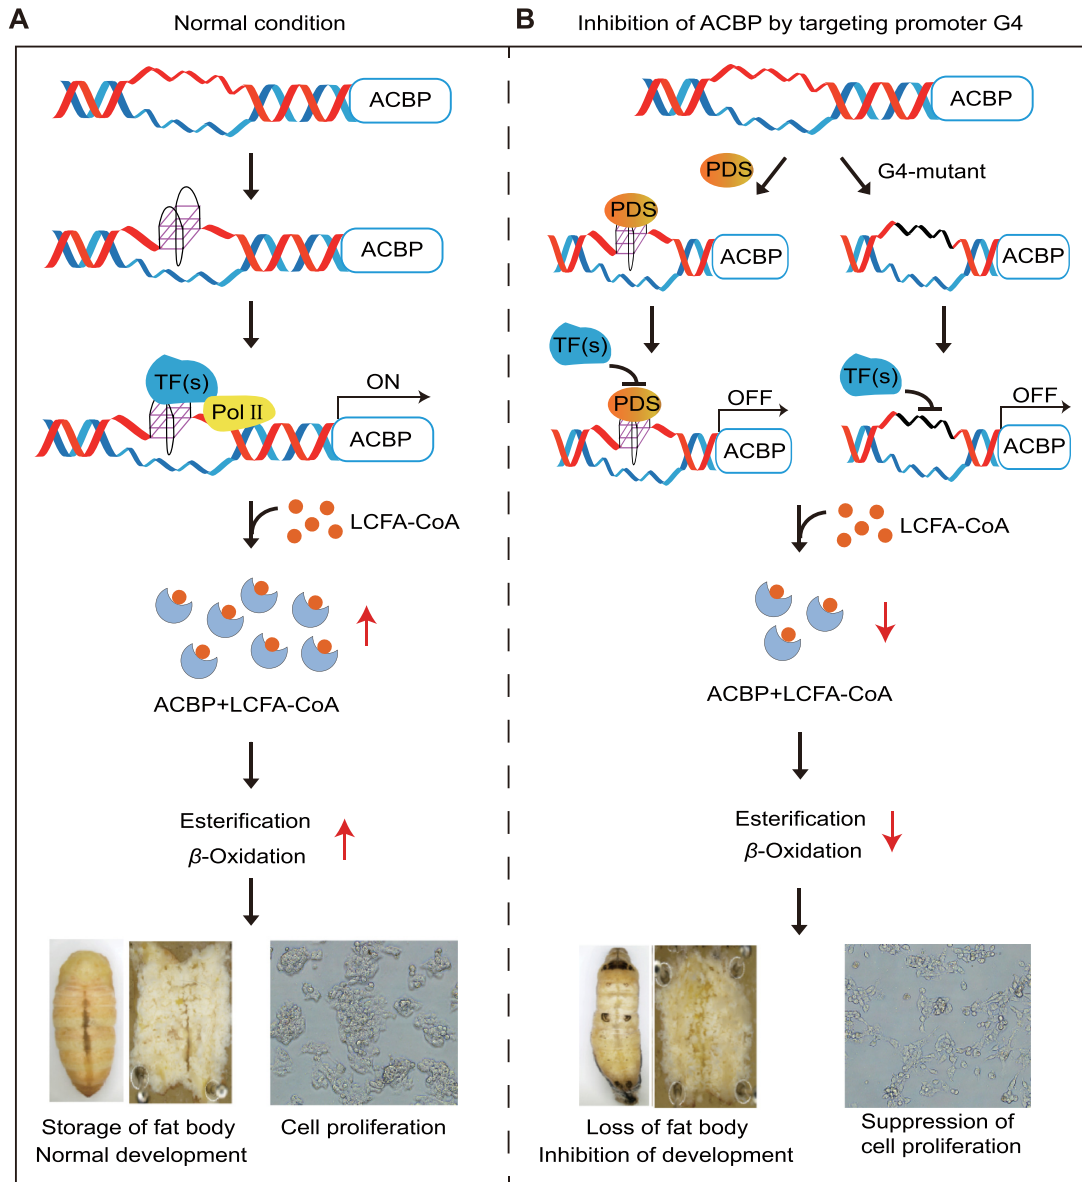 A
Normal condition
ACBP
ACBP
TF(s)
Pol II
ON
ACBP
LCFA-CoA
ACBP+LCFA-CoA
Esterification
β-Oxidation
Storage of fat body
Normal development
Cell proliferation
B
Inhibition of ACBP by targeting promoter G4
ACBP
PDS
G4-mutant
PDS
ACBP
ACBP
TF(s)
PDS
OFF
ACBP
TF(s)
OFF
ACBP
LCFA-CoA
ACBP+LCFA-CoA
Esterification
β-Oxidation
Loss of fat body
Inhibition of development
Suppression of
cell proliferation